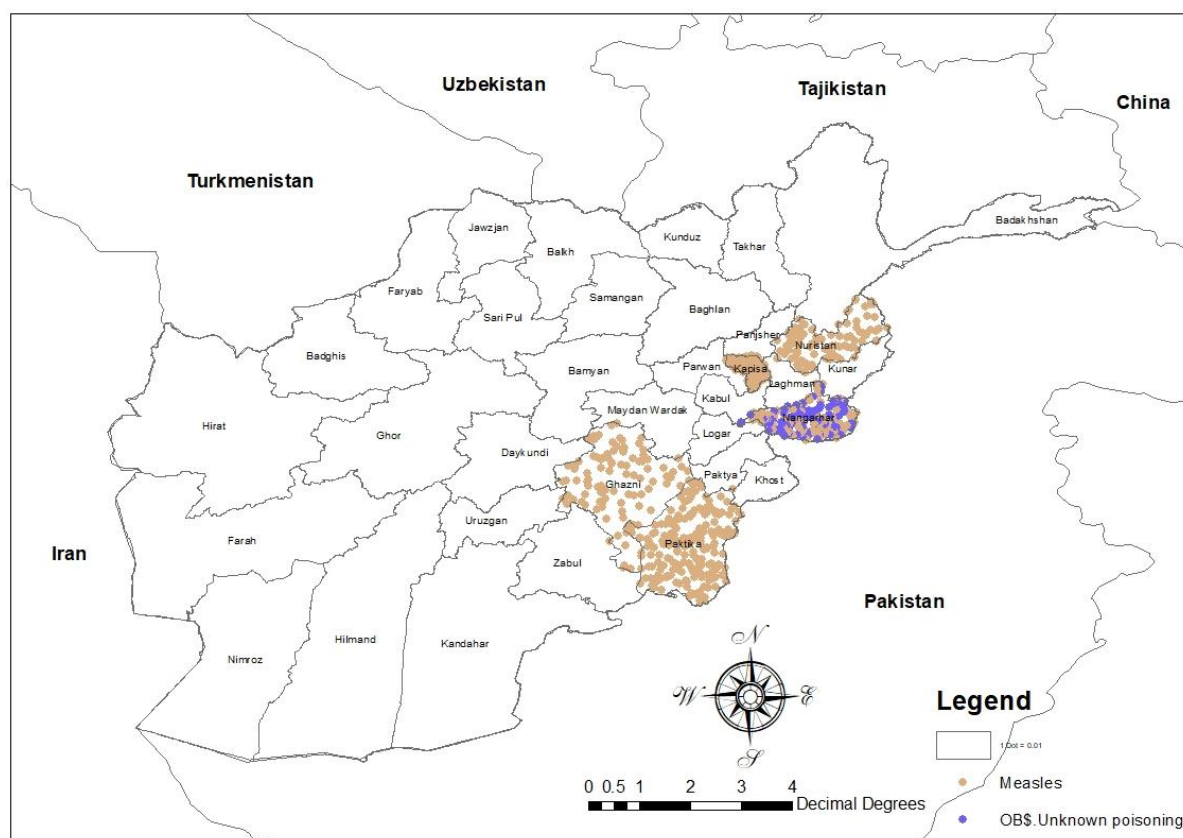 Uzbekistan
Tajikistan
China
Turkmenistan
Badakhshan
Jawzjan
Kunduz
Takhar
Balkh
Faryab
Samangan
Baghlan
Sari Pul
Panjsher
Nuristan
Badghis
Parwan
Kapisa
Kunar
Bamyan
Laghman
Kabul
Maydan Wardak
Nangarhar
Hirat
Ghor
Logar
Daykundi
Paktya
Khost
Ghazni
Uruzgan
Farah
Paktika
Iran
Zabul
Pakistan
Hilmand
Kandahar
Nimroz
N
W E
S
Legend
1 Dot = 0.01
Measles
0 0.5 1 2 3 4
Decimal Degrees
OB$.Unknown poisoning